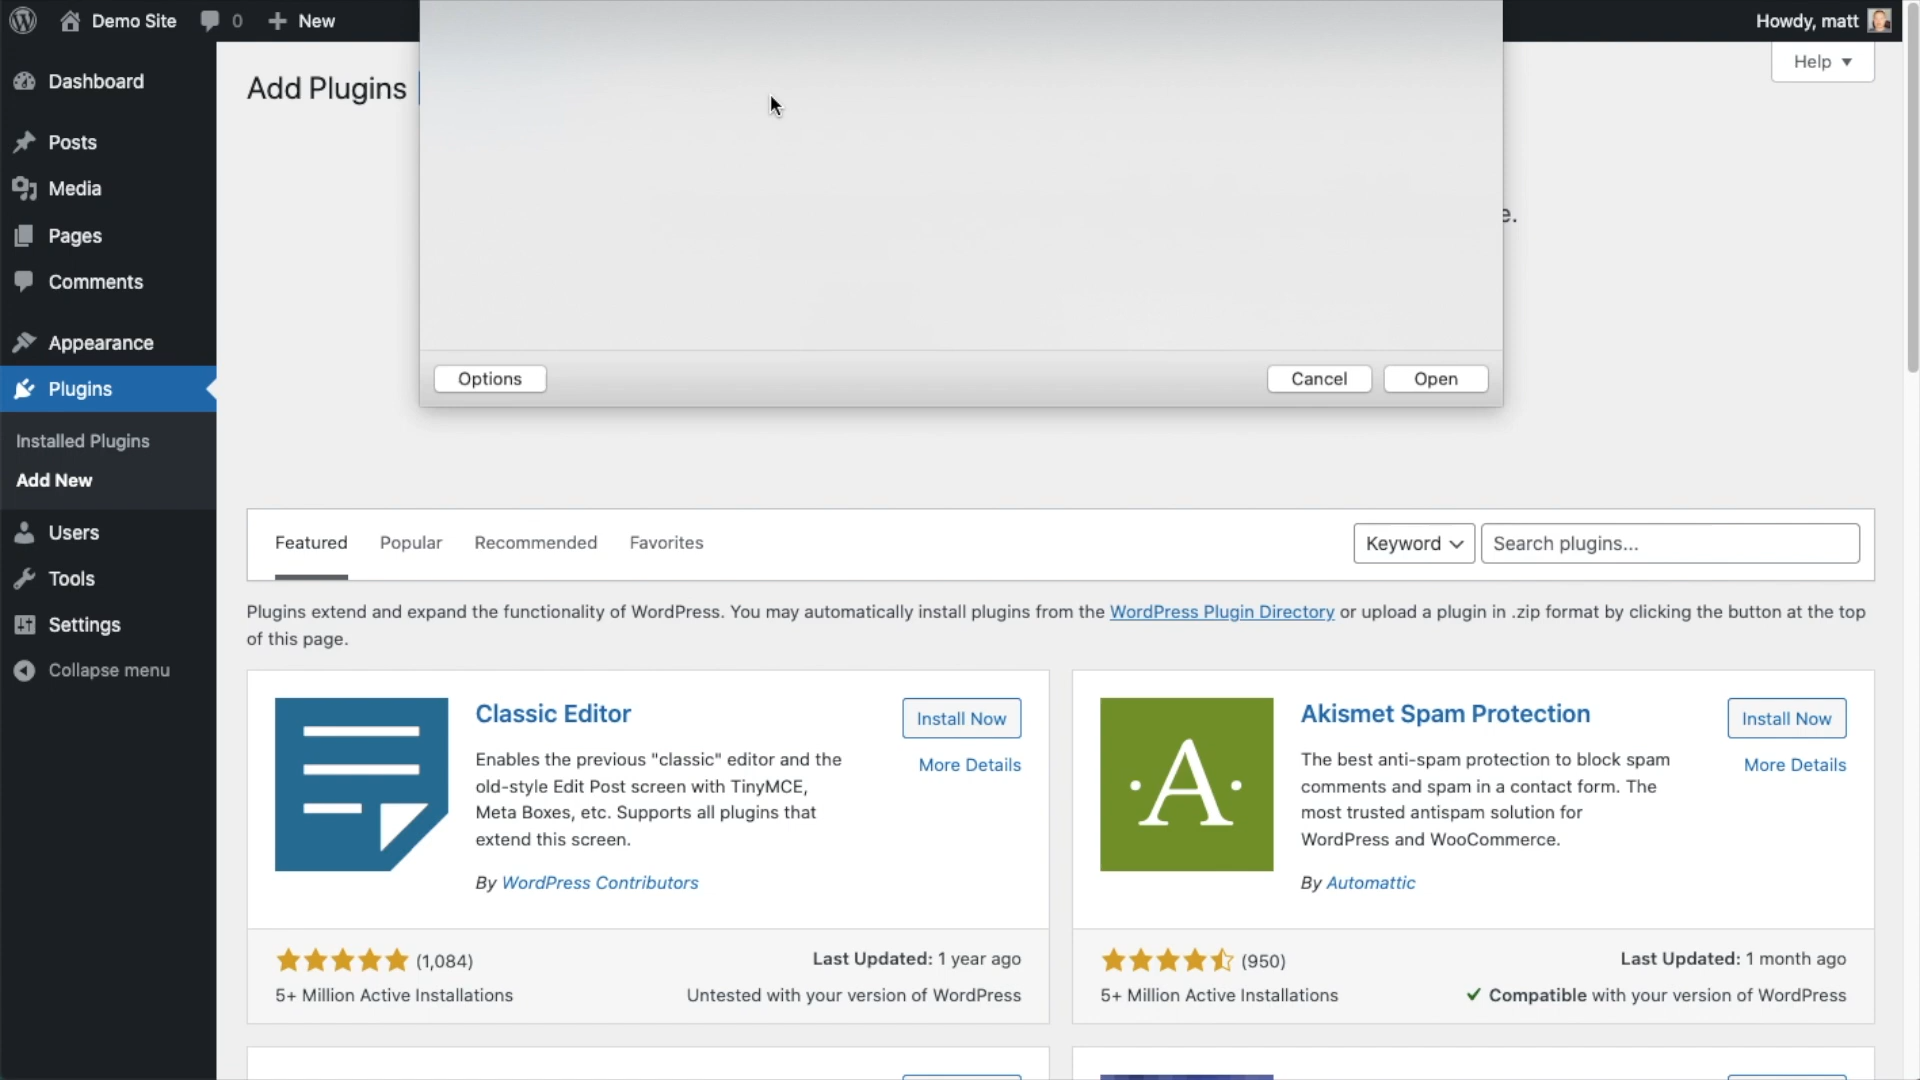 Demo Site
0
New
Howdy, matt
Help
Dashboard
Add Plugins
Posts
Media
Pages
Comments
Appearance
Plugins
Installed Plugins
Add New
Users
Tools
Settings
Collapse menu
e.
Options
Cancel
Open
Featured
Popular
Recommended
Favorites
Keyword
Search plugins...
Plugins extend and expand the functionality of WordPress. You may automatically install plugins from the WordPress Plugin Directory or upload a plugin in .zip format by clicking the button at the top
of this page.
Classic Editor
Install Now
More Details
Enables the previous "classic" editor and the
old-style Edit Post screen with TinyMCE,
Meta Boxes, etc. Supports all plugins that
extend this screen.
By WordPress Contributors
(1,084)
Last Updated: 1 year ago
5+ Million Active Installations
Untested with your version of WordPress
Akismet Spam Protection
Install Now
More Details
The best anti-spam protection to block spam
comments and spam in a contact form. The
most trusted antispam solution for
WordPress and WooCommerce.
By Automattic
A
(950)
Last Updated: 1 month ago
5+ Million Active Installations
Compatible with your version of WordPress